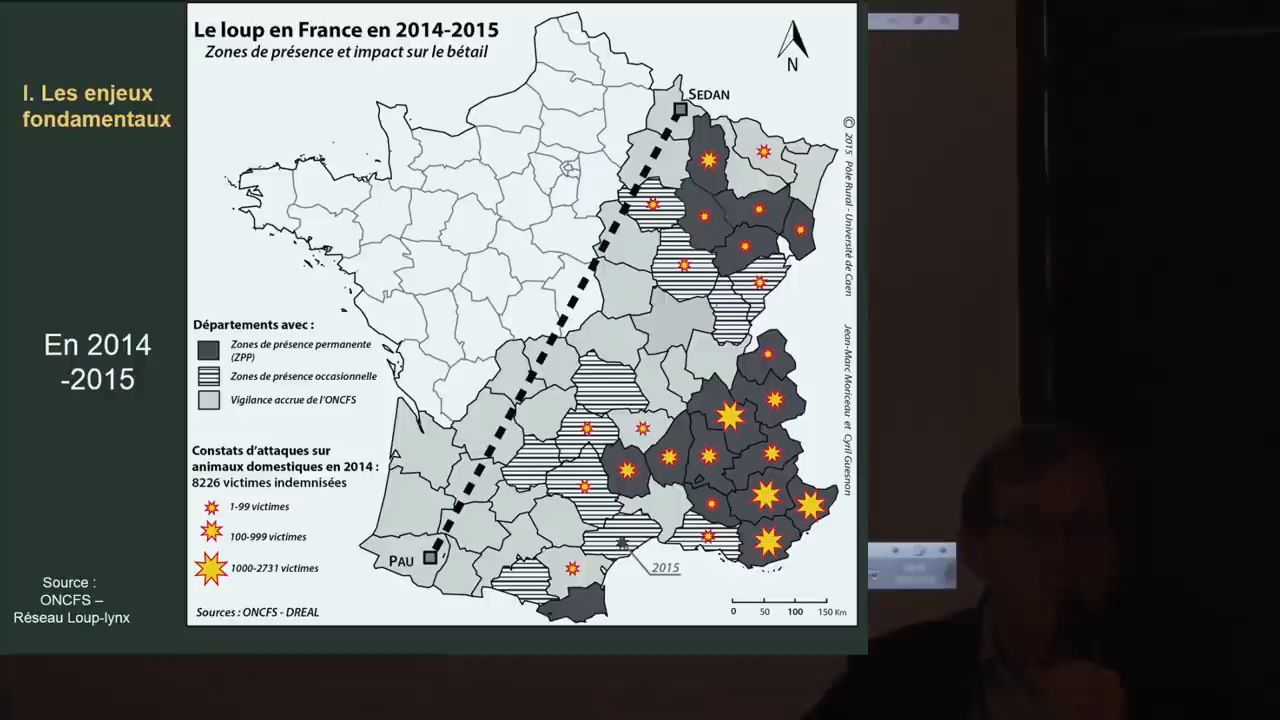 I. Les enjeux
fondamentaux
En 2014
-2015
Source :
ONCFS –
Réseau Loup-lynx
Le loup en France en 2014-2015
Zones de présence et impact sur le bétail
N
SEDAN
PAU
2015
Départements avec :
Zones de présence permanente
(ZPP)
Zones de présence occasionnelle
Vigilance accrue de l'ONCFS
Constats d'attaques sur
animaux domestiques en 2014 :
8226 victimes indemnisées
1-99 victimes
100-999 victimes
1000-2731 victimes
Sources : ONCFS - DREAL
0 50 100 150 Km
© 2015 Pôle Rural - Université de Caen
Jean-Marc Moriceau et Cyril Guesnon